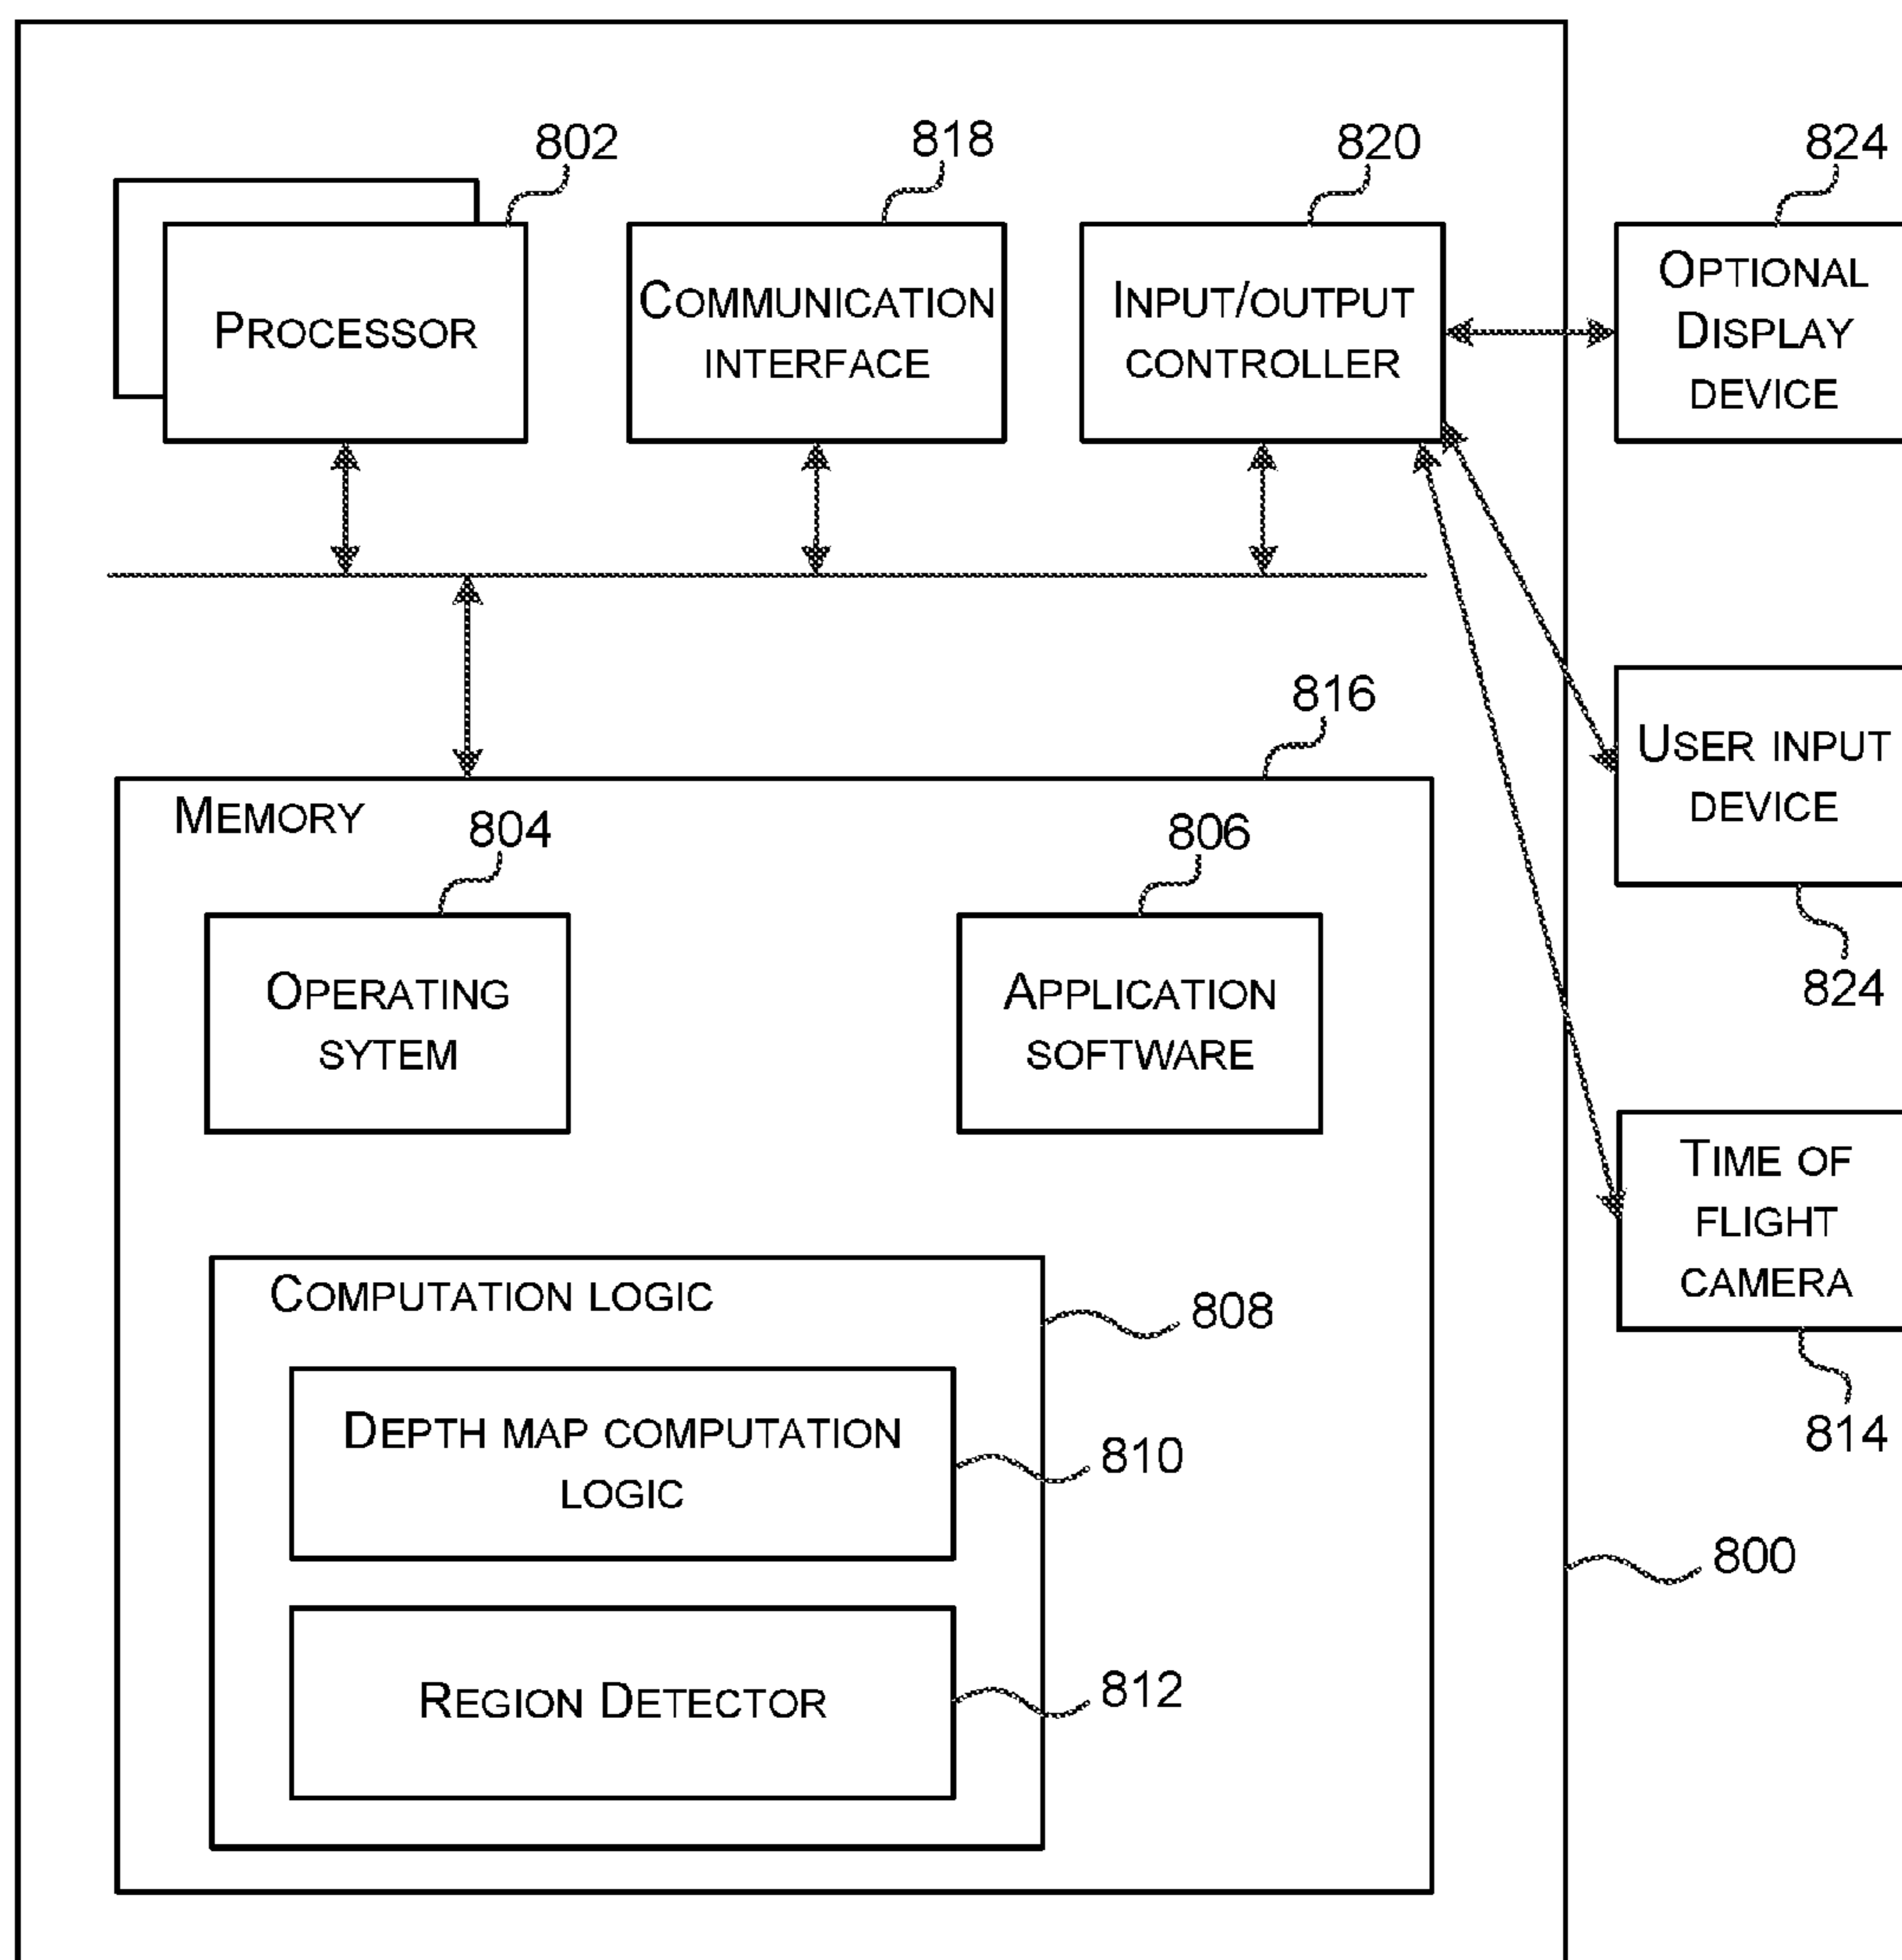 802
818
820
824
PROCESSOR
COMMUNICATION
INTERFACE
INPUT/OUTPUT
CONTROLLER
OPTIONAL
DISPLAY
DEVICE
816
USER INPUT
DEVICE
824
MEMORY
804
806
OPERATING
SYTEM
APPLICATION
SOFTWARE
TIME OF
FLIGHT
CAMERA
814
COMPUTATION LOGIC
808
DEPTH MAP COMPUTATION
LOGIC
810
800
REGION DETECTOR
812